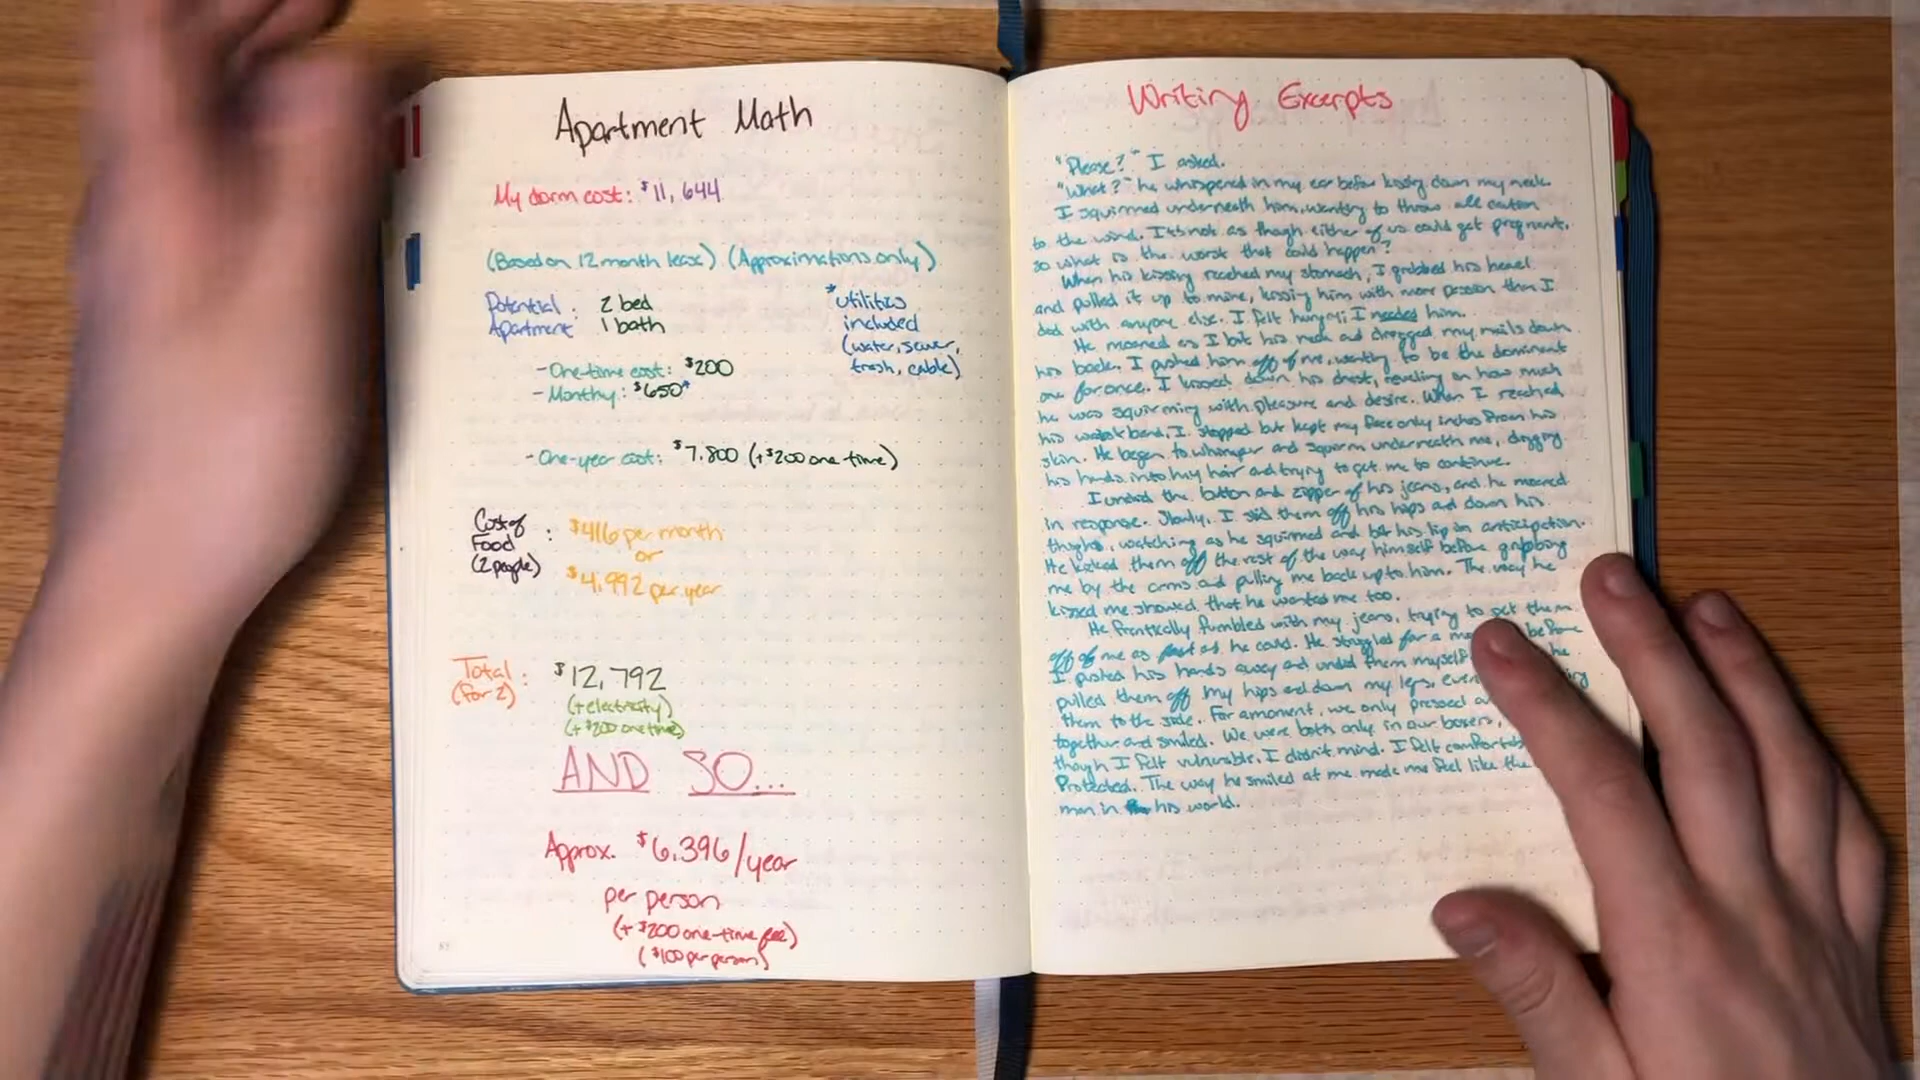 Apartment Math
My dorm cost: $11,644
(Based on 12 month lease) (Approximations only)
Potential Apartment: 2 bed 1 bath
*utilities included (water, sewer, trash, cable)
- One-time cost: $200
- Monthly: $650*
- One-year cost: $7,800 (+$200 one time)
Cost of Food (2 people): $416 per month
or
$4,992 per year
Total (for 2): $12,792
(+electricity)
(+$200 one time)
AND SO...
Approx. $6,396/year
per person
(+ $200 one-time fee)
($100 per person)
Writing Excerpts
"Please?" I asked.
"What?" he whispered in my ear before kissing down my neck.
I squirmed underneath him, wanting to throw all caution
to the wind. It's not as though either of us could get pregnant,
so what is the worst that could happen?
When his kissing reached my stomach, I grabbed his head
and pulled it up to mine, kissing him with more passion than I
did with anyone else. I felt hungry; I needed him.
He moaned as I bit his neck and dragged my nails down
his back. I pushed him off of me, wanting to be the dominant
one for once. I kissed down his chest, reveling in how much
he was squirming with pleasure and desire. When I reached
his waistband, I stopped but kept my face only inches from his
skin. He began to whimper and squirm underneath me, digging
his hands into my hair and trying to get me to continue.
I undid the button and zipper of his jeans, and he moaned
in response. Slowly, I slid them off his hips and down his
thighs, watching as he squirmed and bit his lip in anticipation.
He kicked them off the rest of the way himself before gripping
me by the arms and pulling me back up to him. The way he
kissed me showed that he wanted me too.
He frantically fumbled with my jeans, trying to get them
off of me as fast as he could. He struggled for a before
I pushed his hands away and undid them myself he
pulled them off my hips and down my legs,
them to the side. For a moment, we only pressed
together and smiled. We were both only in our boxers,
though I felt vulnerable, I didn't mind. I felt
Protected. The way he smiled at me made me feel like the
man in his world.